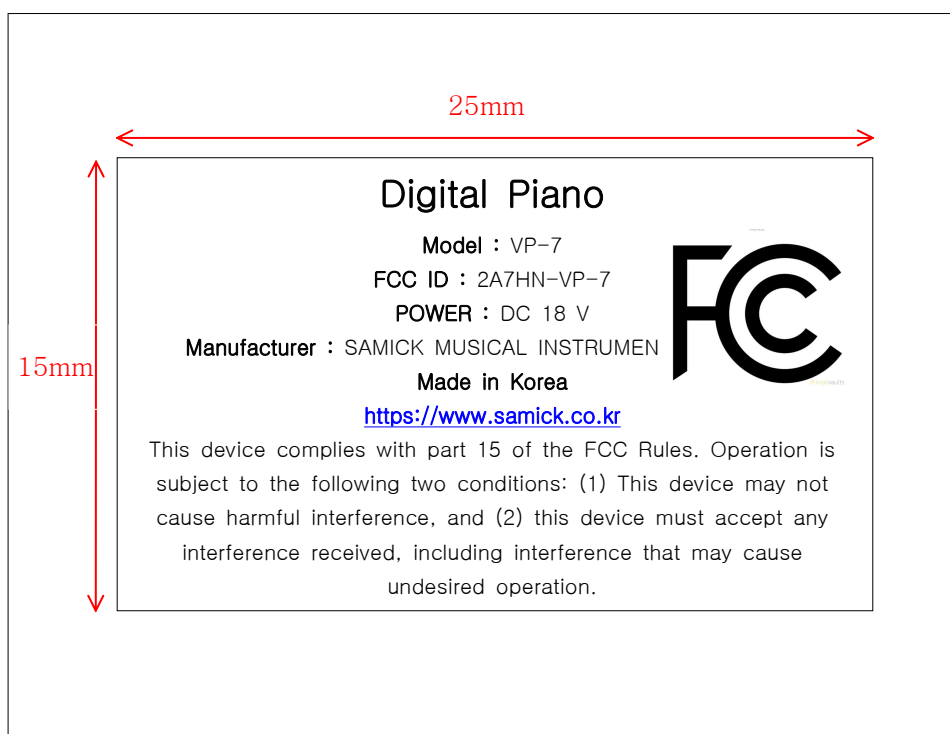 25mm
15mm
Digital Piano
Model : VP-7
FCC ID : 2A7HN-VP-7
POWER : DC 18 V
Manufacturer : SAMICK MUSICAL INSTRUMEN
Made in Korea
https://www.samick.co.kr
This device complies with part 15 of the FCC Rules. Operation is
subject to the following two conditions: (1) This device may not
cause harmful interference, and (2) this device must accept any
interference received, including interference that may cause
undesired operation.
FCC